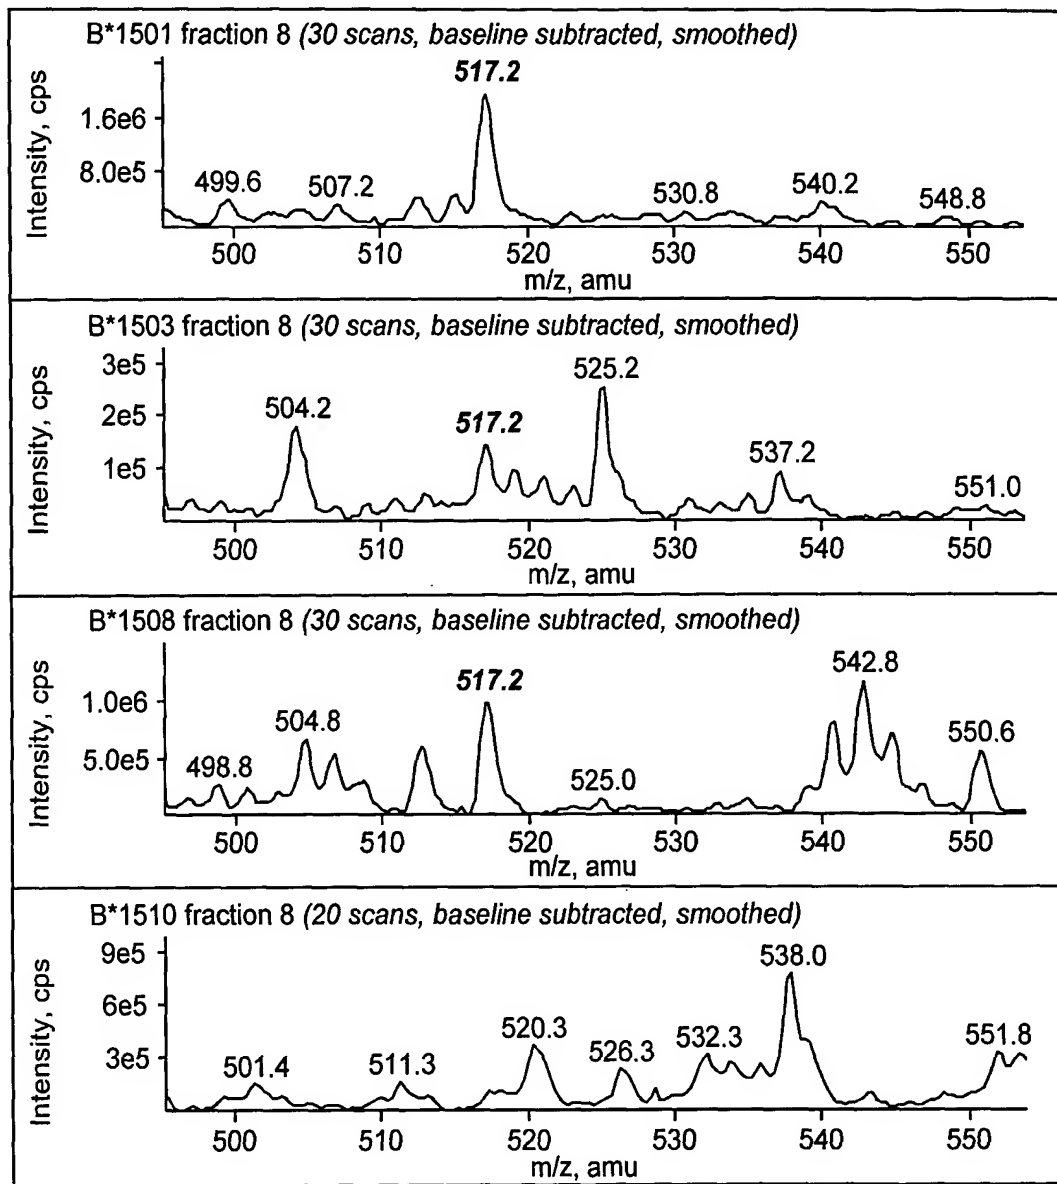 B*1501 fraction 8 (30 scans, baseline subtracted, smoothed)
Intensity, cps
1.6e6
8.0e5
499.6
507.2
517.2
530.8
540.2
548.8
500 510 520 530 540 550
m/z, amu
B*1503 fraction 8 (30 scans, baseline subtracted, smoothed)
Intensity, cps
3e5
2e5
1e5
504.2
517.2
525.2
537.2
551.0
500 510 520 530 540 550
m/z, amu
B*1508 fraction 8 (30 scans, baseline subtracted, smoothed)
Intensity, cps
1.0e6
5.0e5
498.8
504.8
517.2
525.0
542.8
550.6
500 510 520 530 540 550
m/z, amu
B*1510 fraction 8 (20 scans, baseline subtracted, smoothed)
Intensity, cps
9e5
6e5
3e5
501.4
511.3
520.3
526.3
532.3
538.0
551.8
500 510 520 530 540 550
m/z, amu